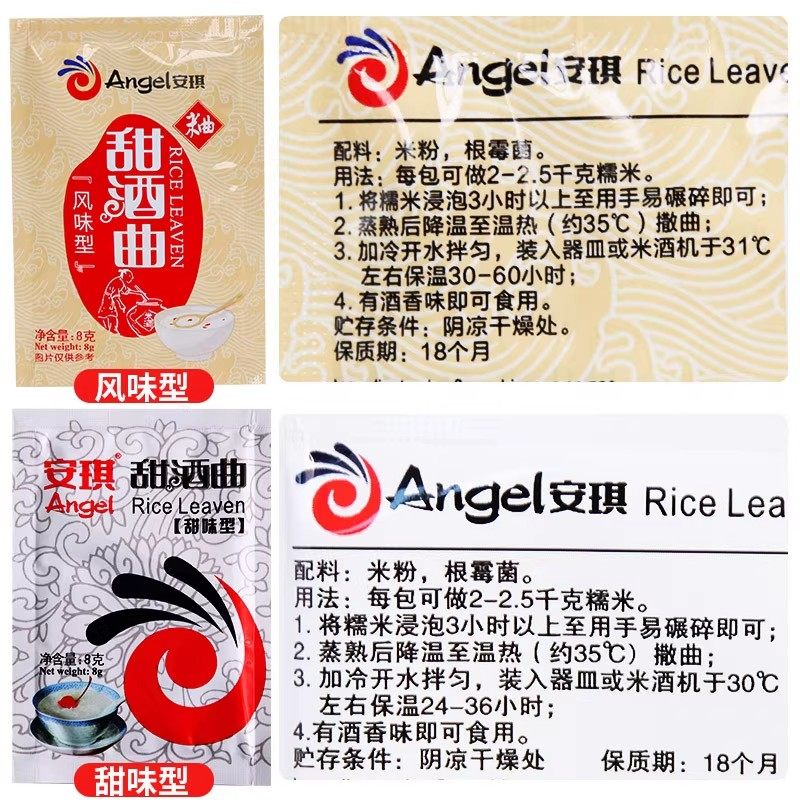 Angel安琪
米曲
甜酒曲
RICE LEAVEN
『风味型』
净含量:8克
Net weight: 8g
图片仅供参考
风味型
Angel安琪 Rice Leave
配料：米粉，根霉菌。
用法：每包可做2-2.5千克糯米。
1.将糯米浸泡3小时以上至用手易碾碎即可；
2.蒸熟后降温至温热（约35℃）撒曲；
3.加冷开水拌匀，装入器皿或米酒机于31℃
左右保温30-60小时；
4.有酒香味即可食用。
贮存条件：阴凉干燥处。
保质期：18个月
安琪® 甜酒曲
Angel Rice Leaven
【甜味型】
净含量:8克
Net weight: 8g
甜味型
Angel安琪 Rice Lea
配料：米粉，根霉菌。
用法：每包可做2-2.5千克糯米。
1.将糯米浸泡3小时以上至用手易碾碎即可；
2.蒸熟后降温至温热（约35℃）撒曲；
3.加冷开水拌匀，装入器皿或米酒机于30℃
左右保温24-36小时；
4.有酒香味即可食用。
贮存条件：阴凉干燥处 保质期：18个月